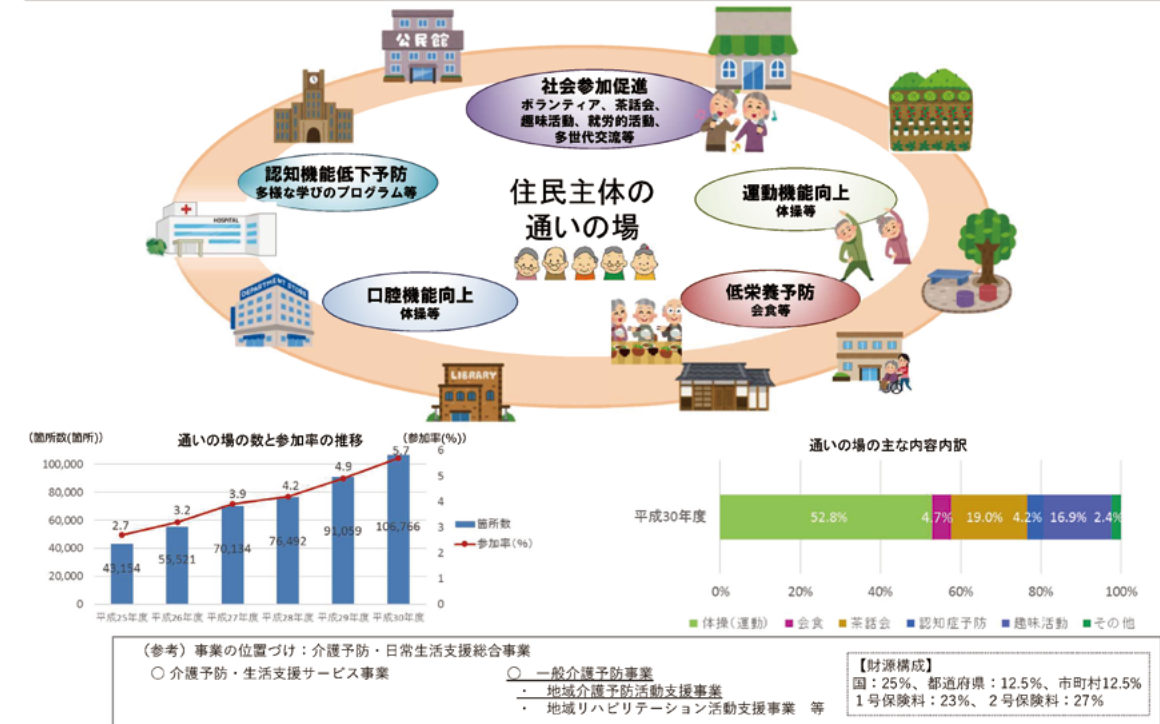 公民館
社会参加促進
ボランティア、茶話会、
趣味活動、就労的活動、
多世代交流等
認知機能低下予防
多様な学びのプログラム等
住民主体の
通いの場
運動機能向上
体操等
HOSPITAL
DEPARTMENT STORE
口腔機能向上
体操等
低栄養予防
会食等
LIBRARY
(箇所数(箇所))
通いの場の数と参加率の推移
(参加率(%))
100,000
80,000
60,000
40,000
20,000
0
6
5
4
3
2
1
0
2.7
3.2
3.9
4.2
4.9
5.7
43,154
55,521
70,134
76,492
91,059
106,766
平成25年度 平成26年度 平成27年度 平成28年度 平成29年度 平成30年度
箇所数
参加率(%)
通いの場の主な内容内訳
平成30年度
52.8% 4.7% 19.0% 4.2% 16.9% 2.4%
0% 20% 40% 60% 80% 100%
体操(運動) 会食 茶話会 認知症予防 趣味活動 その他
(参考)事業の位置づけ:介護予防・日常生活支援総合事業
○ 介護予防・生活支援サービス事業
○ 一般介護予防事業
・ 地域介護予防活動支援事業
・ 地域リハビリテーション活動支援事業 等
【財源構成】
国:25%、都道府県:12.5%、市町村12.5%
1号保険料:23%、2号保険料:27%